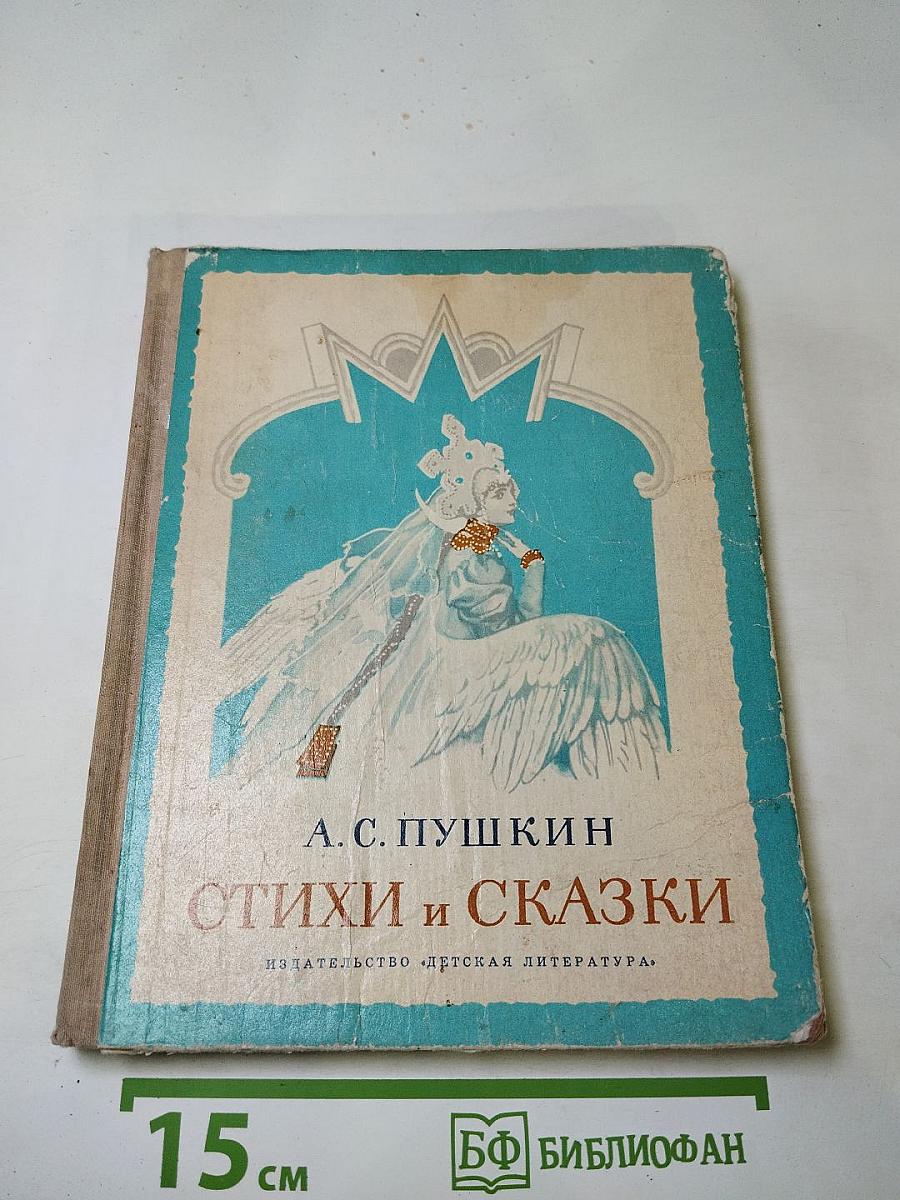 А. С. ПУШКИН
СТИХИ и СКАЗКИ
ИЗДАТЕЛЬСТВО «ДЕТСКАЯ ЛИТЕРАТУРА»
15 см
БФ БИБЛИОФАН